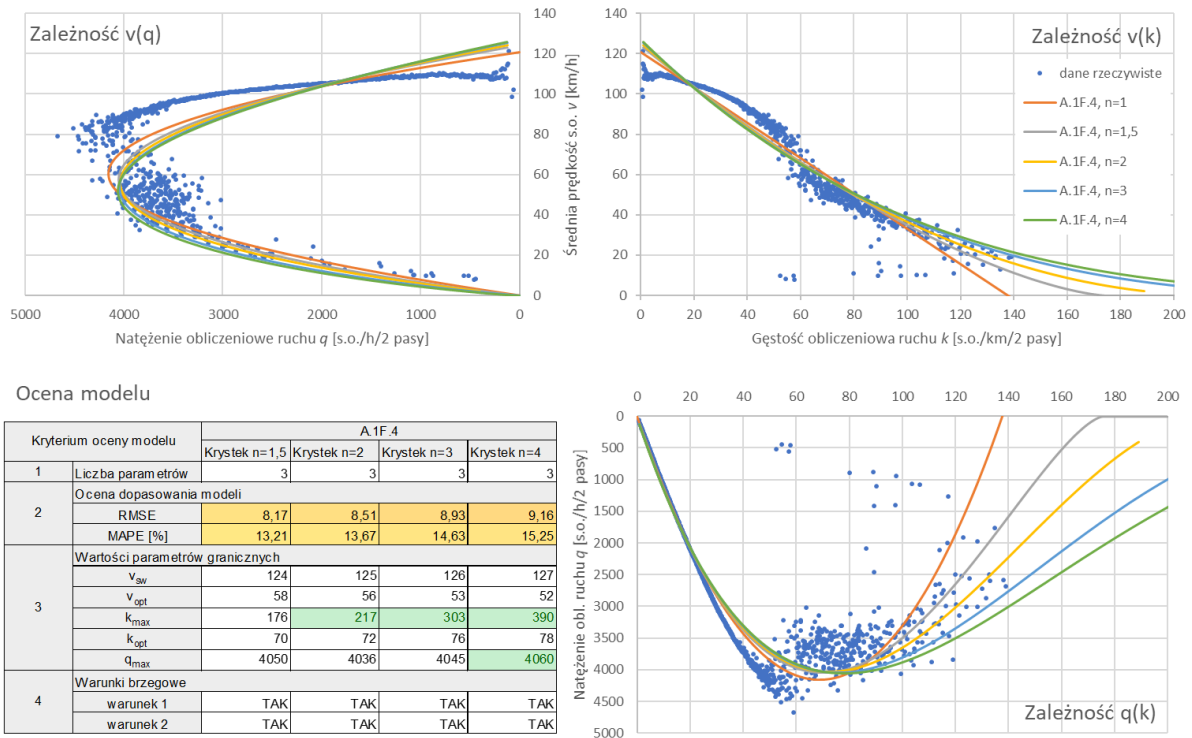 Zależność v(q)
140
120
100
80
60
40
20
0
Średnia prędkość s.o. v [km/h]
5000 4000 3000 2000 1000 0
Natężenie obliczeniowe ruchu q [s.o./h/2 pasy]
Zależność v(k)
dane rzeczywiste
A.1F.4, n=1
A.1F.4, n=1,5
A.1F.4, n=2
A.1F.4, n=3
A.1F.4, n=4
140
120
100
80
60
40
20
0
0 20 40 60 80 100 120 140 160 180 200
Gęstość obliczeniowa ruchu k [s.o./km/2 pasy]
Ocena modelu
Kryterium oceny modelu A.1F.4
Krystek n=1,5 Krystek n=2 Krystek n=3 Krystek n=4
1 Liczba parametrów 3 3 3 3
2 Ocena dopasowania modeli
RMSE 8,17 8,51 8,93 9,16
MAPE [%] 13,21 13,67 14,63 15,25
3 Wartości parametrów granicznych
vsw 124 125 126 127
vopt 58 56 53 52
kmax 176 217 303 390
kopt 70 72 76 78
qmax 4050 4036 4045 4060
4 Warunki brzegowe
warunek 1 TAK TAK TAK TAK
warunek 2 TAK TAK TAK TAK
0 20 40 60 80 100 120 140 160 180 200
0
500
1000
1500
2000
2500
3000
3500
4000
4500
5000
Natężenie obl. ruchu q [s.o./h/2 pasy]
Zależność q(k)